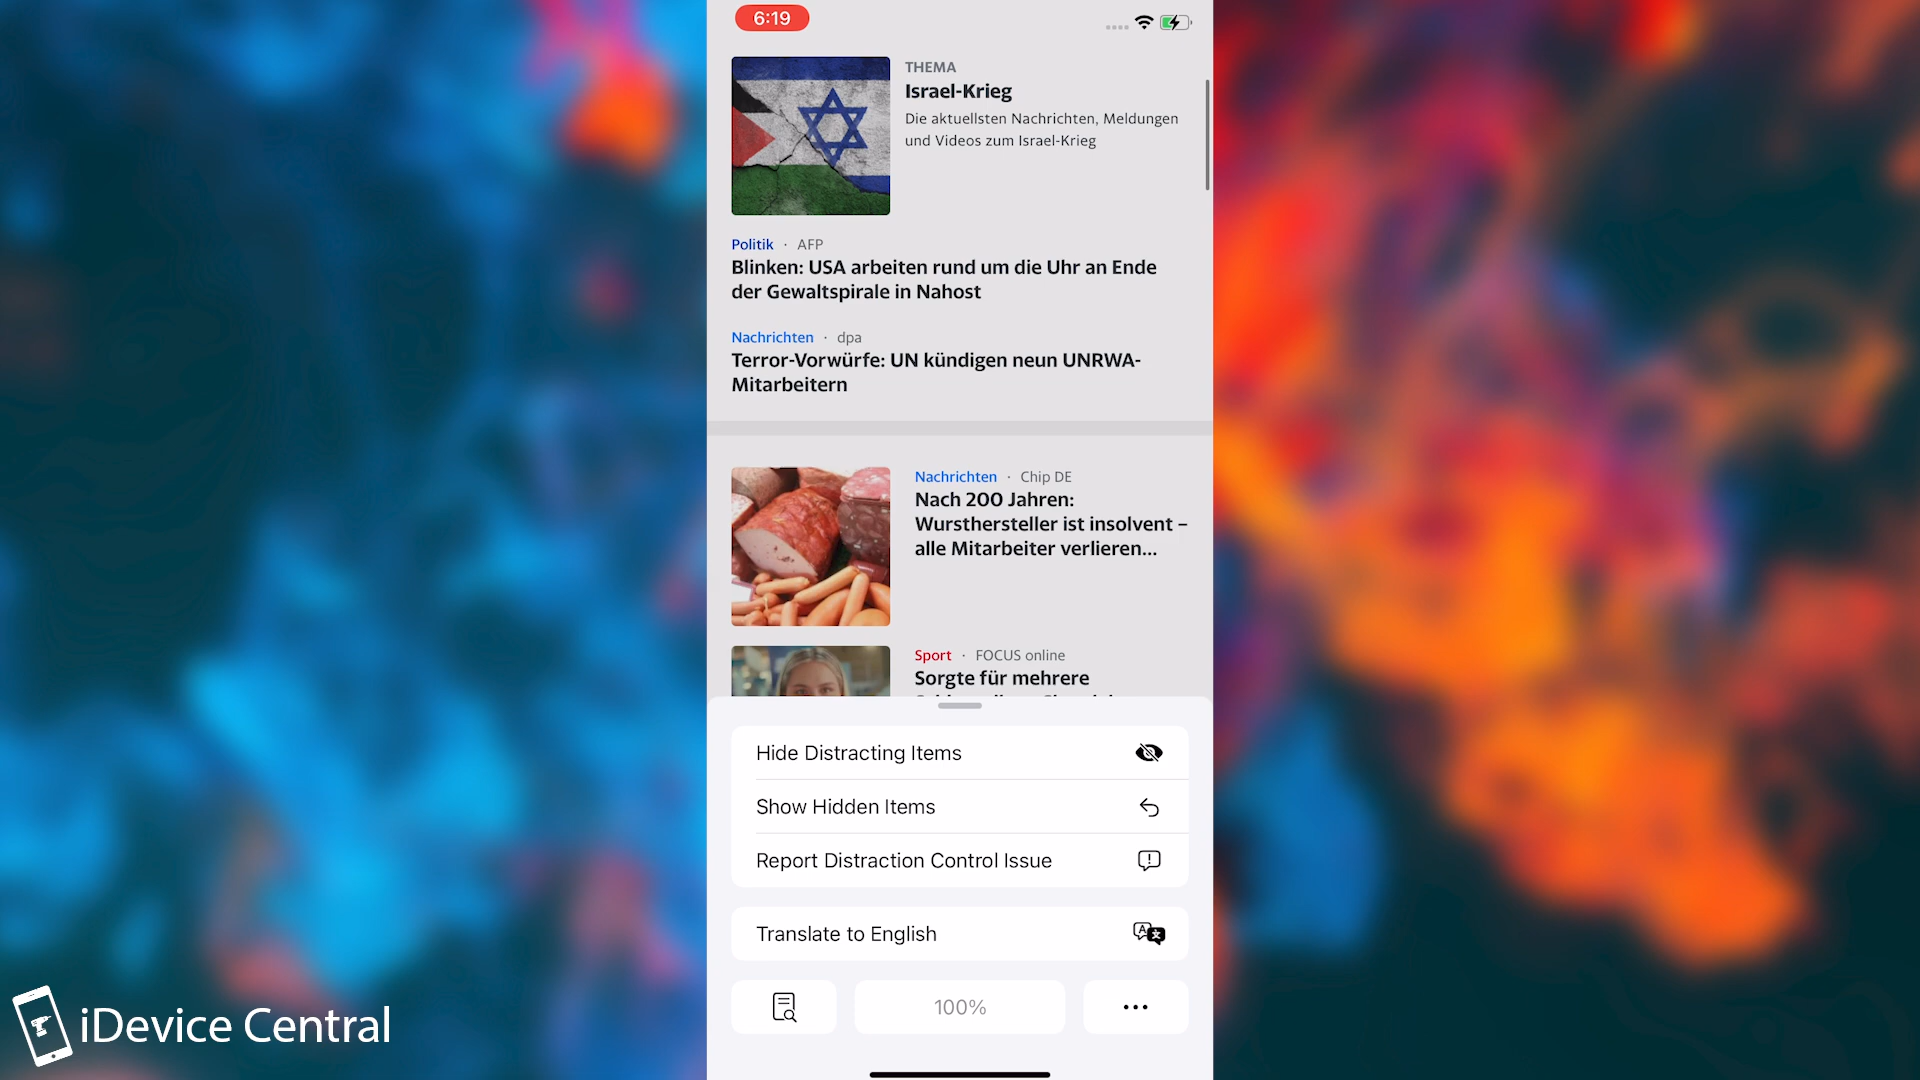 6:19
THEMA
Israel-Krieg
Die aktuellsten Nachrichten, Meldungen
und Videos zum Israel-Krieg
Politik · AFP
Blinken: USA arbeiten rund um die Uhr an Ende
der Gewaltspirale in Nahost
Nachrichten · dpa
Terror-Vorwürfe: UN kündigen neun UNRWA-
Mitarbeitern
Nachrichten · Chip DE
Nach 200 Jahren:
Wursthersteller ist insolvent –
alle Mitarbeiter verlieren...
Sport · FOCUS online
Sorgte für mehrere
Hide Distracting Items
Show Hidden Items
Report Distraction Control Issue
Translate to English
100%
iDevice Central